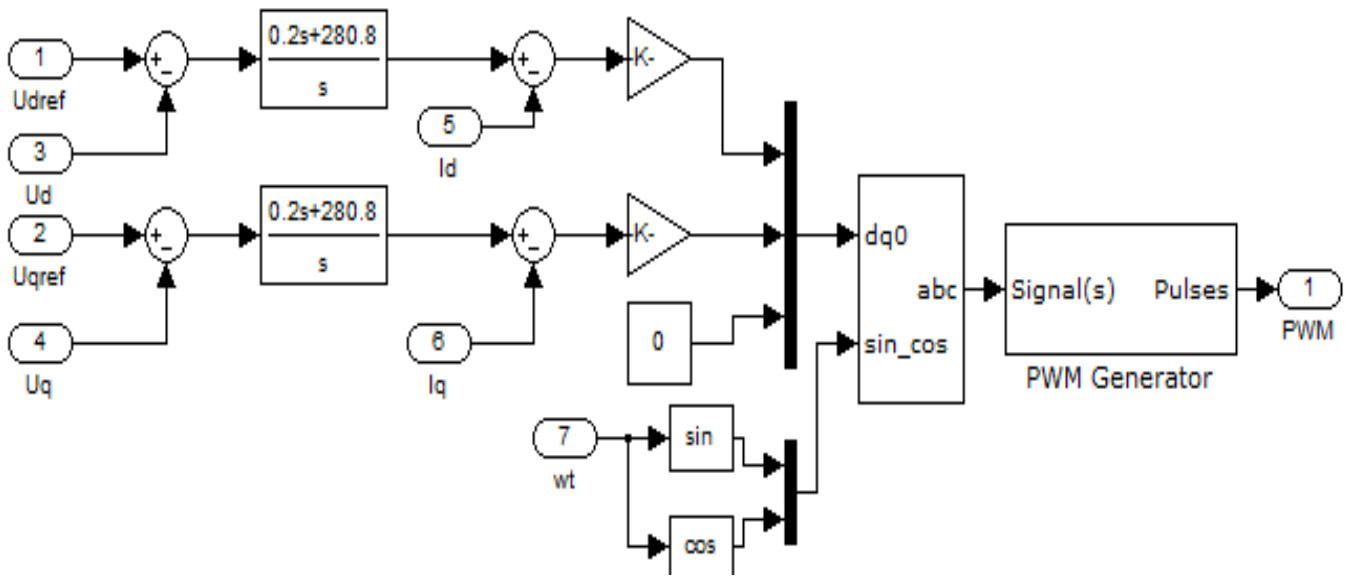 1
Udref
+
−
0.2s+280.8
s
+
−
K-
5
Id
3
Ud
2
Uqref
+
−
0.2s+280.8
s
+
−
K-
4
Uq
6
Iq
0
7
wt
sin
cos
dq0
abc
sin_cos
Signal(s) Pulses
PWM Generator
1
PWM